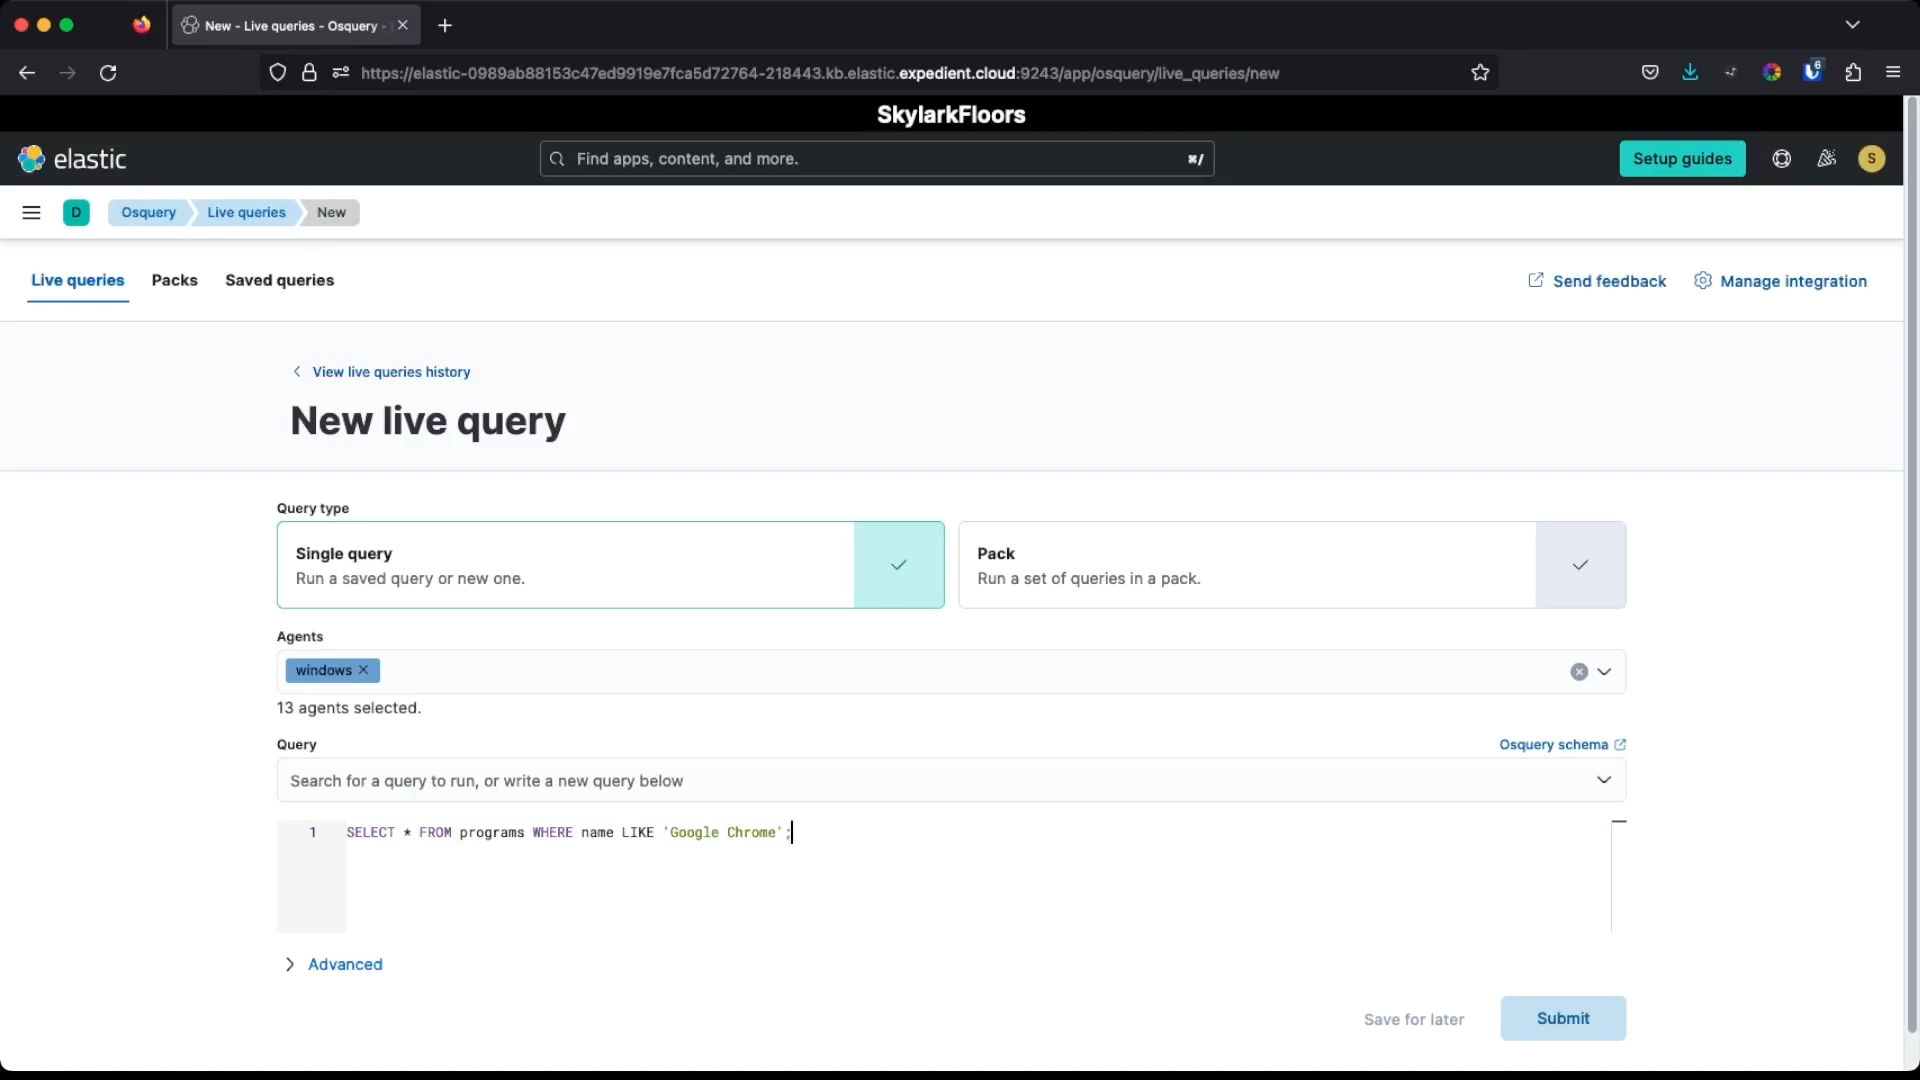 New - Live queries - Osquery -
https://elastic-0989ab88153c47ed9919e7fca5d72764-218443.kb.elastic.expedient.cloud:9243/app/osquery/live_queries/new
6
SkylarkFloors
elastic
Find apps, content, and more.
⌘/
Setup guides
S
D
Osquery
Live queries
New
Live queries
Packs
Saved queries
Send feedback
Manage integration
View live queries history
New live query
Query type
Single query
Run a saved query or new one.
Pack
Run a set of queries in a pack.
Agents
windows
13 agents selected.
Query
Osquery schema
Search for a query to run, or write a new query below
1 SELECT * FROM programs WHERE name LIKE 'Google Chrome';
Advanced
Save for later
Submit